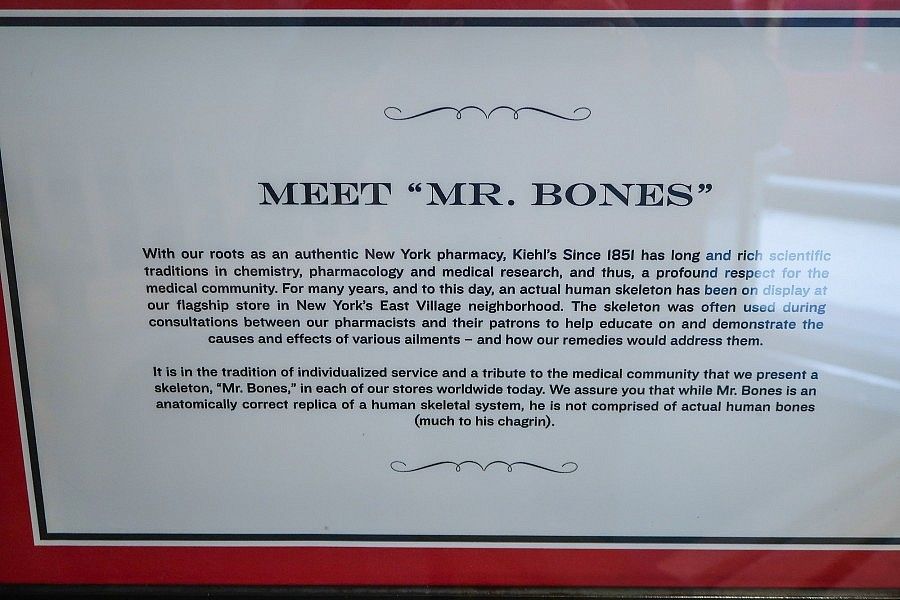 MEET “MR. BONES”
With our roots as an authentic New York pharmacy, Kiehl’s Since 1851 has long and rich scientific
traditions in chemistry, pharmacology and medical research, and thus, a profound respect for the
medical community. For many years, and to this day, an actual human skeleton has been on display at
our flagship store in New York’s East Village neighborhood. The skeleton was often used during
consultations between our pharmacists and their patrons to help educate on and demonstrate the
causes and effects of various ailments – and how our remedies would address them.
It is in the tradition of individualized service and a tribute to the medical community that we present a
skeleton, “Mr. Bones,” in each of our stores worldwide today. We assure you that while Mr. Bones is an
anatomically correct replica of a human skeletal system, he is not comprised of actual human bones
(much to his chagrin).